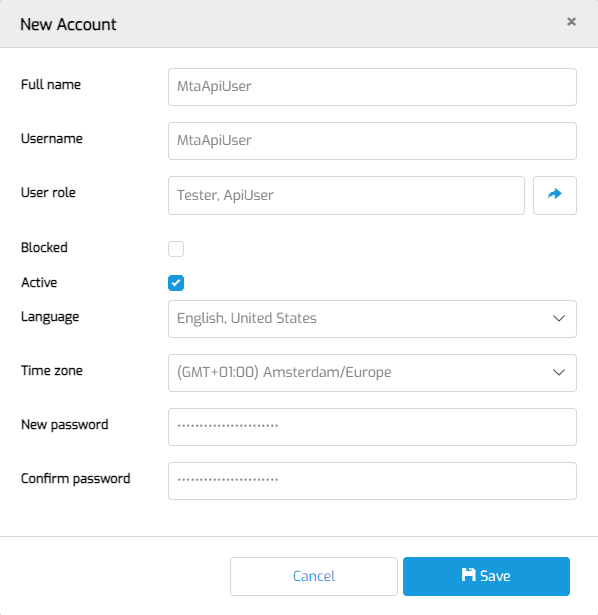 New Account
×
Full name
MtaApiUser
Username
MtaApiUser
User role
Tester, ApiUser
Blocked
Active
Language
English, United States
Time zone
(GMT+01:00) Amsterdam/Europe
New password
•••••••••••••••••••••••
Confirm password
•••••••••••••••••••••••
Cancel
Save